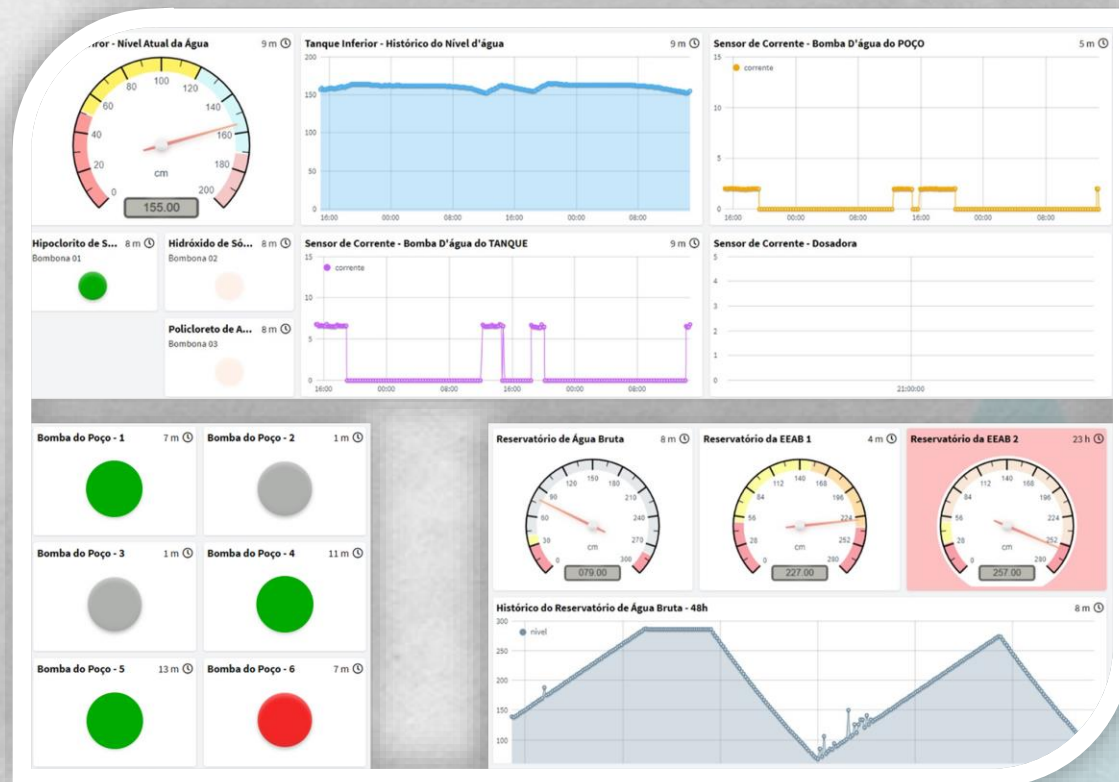 - Nível Atual da Água 9 m
0 20 40 60 80 100 120 140 160 180 200
cm
155.00
Tanque Inferior - Histórico do Nível d'água 9 m
200
150
100
50
0
16:00 00:00 08:00 16:00 00:00 08:00
Sensor de Corrente - Bomba D'água do POÇO 5 m
corrente
15
10
5
0
16:00 00:00 08:00 16:00 00:00 08:00
Hipoclorito de S... 8 m
Bombona 01
Hidróxido de Só... 8 m
Bombona 02
Policloreto de A... 8 m
Bombona 03
Sensor de Corrente - Bomba D'água do TANQUE 9 m
corrente
15
10
5
0
16:00 00:00 08:00 16:00 00:00 08:00
Sensor de Corrente - Dosadora
5
4
3
2
1
0
21:00:00
Bomba do Poço - 1 7 m
Bomba do Poço - 2 1 m
Bomba do Poço - 3 1 m
Bomba do Poço - 4 11 m
Bomba do Poço - 5 13 m
Bomba do Poço - 6 7 m
Reservatório de Água Bruta 8 m
0 30 60 90 120 150 180 210 240 270 300
cm
079.00
Reservatório da EEAB 1 4 m
0 28 56 84 112 140 168 196 224 252 280
cm
227.00
Reservatório da EEAB 2 23 h
0 28 56 84 112 140 168 196 224 252 280
cm
257.00
Histórico do Reservatório de Água Bruta - 48h 8 m
nível
300
250
200
150
100